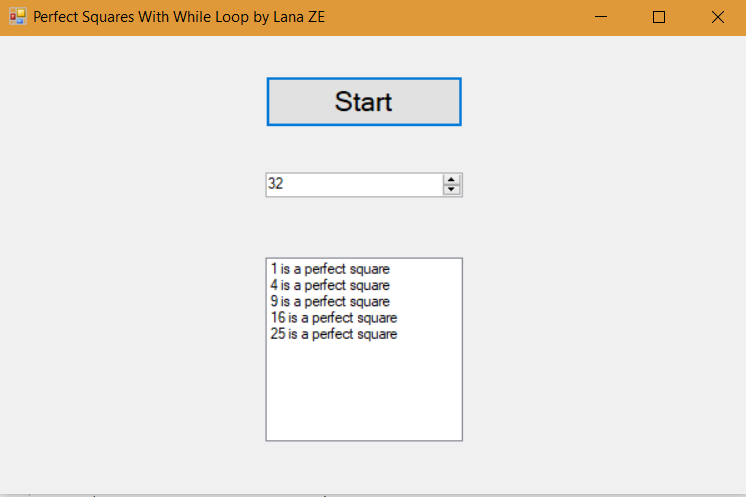 Perfect Squares With While Loop by Lana ZE
Start
32
1 is a perfect square
4 is a perfect square
9 is a perfect square
16 is a perfect square
25 is a perfect square